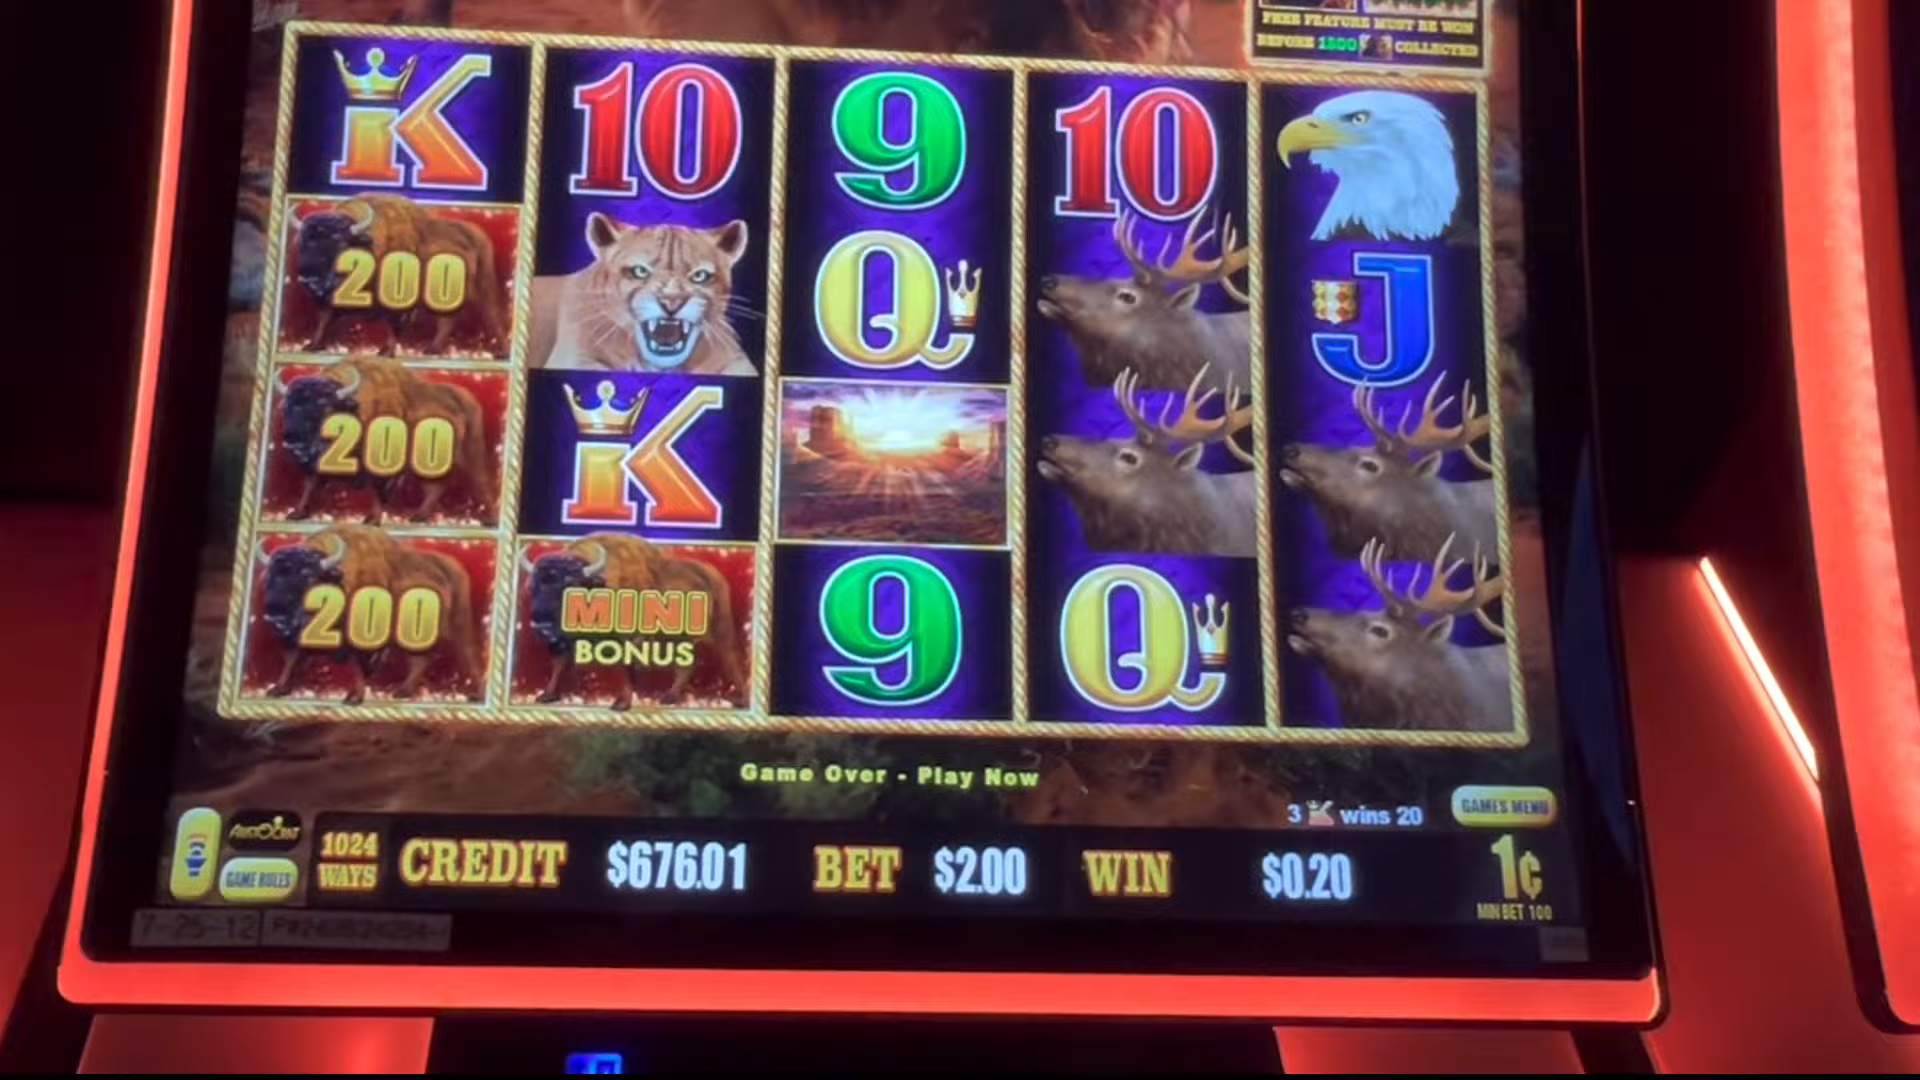 FREE FEATURE MUST BE WON
BEFORE 1800 COLLECTED
K 10 9 10
200 Q J
200 K
200 MINI BONUS 9 Q
Game Over - Play Now
3 K wins 20
GAMES MENU
ARISTOCRAT
GAME RULES
1024 WAYS
CREDIT $676.01 BET $2.00 WIN $0.20
1¢
MIN BET 100
7-25-12